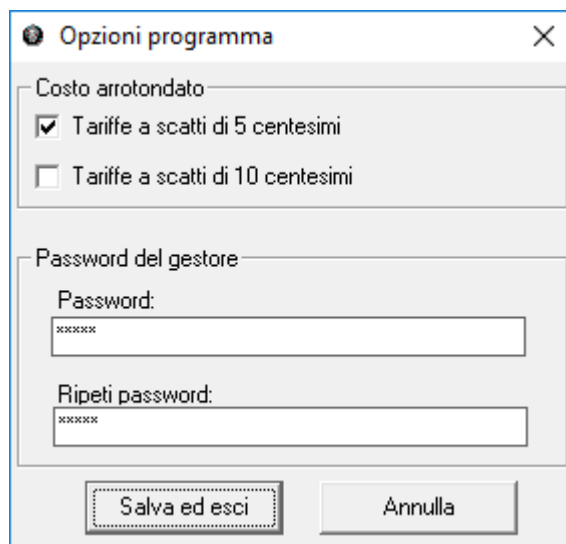 Opzioni programma
Costo arrotondato
Tariffe a scatti di 5 centesimi
Tariffe a scatti di 10 centesimi
Password del gestore
Password:
*****
Ripeti password:
*****
Salva ed esci
Annulla